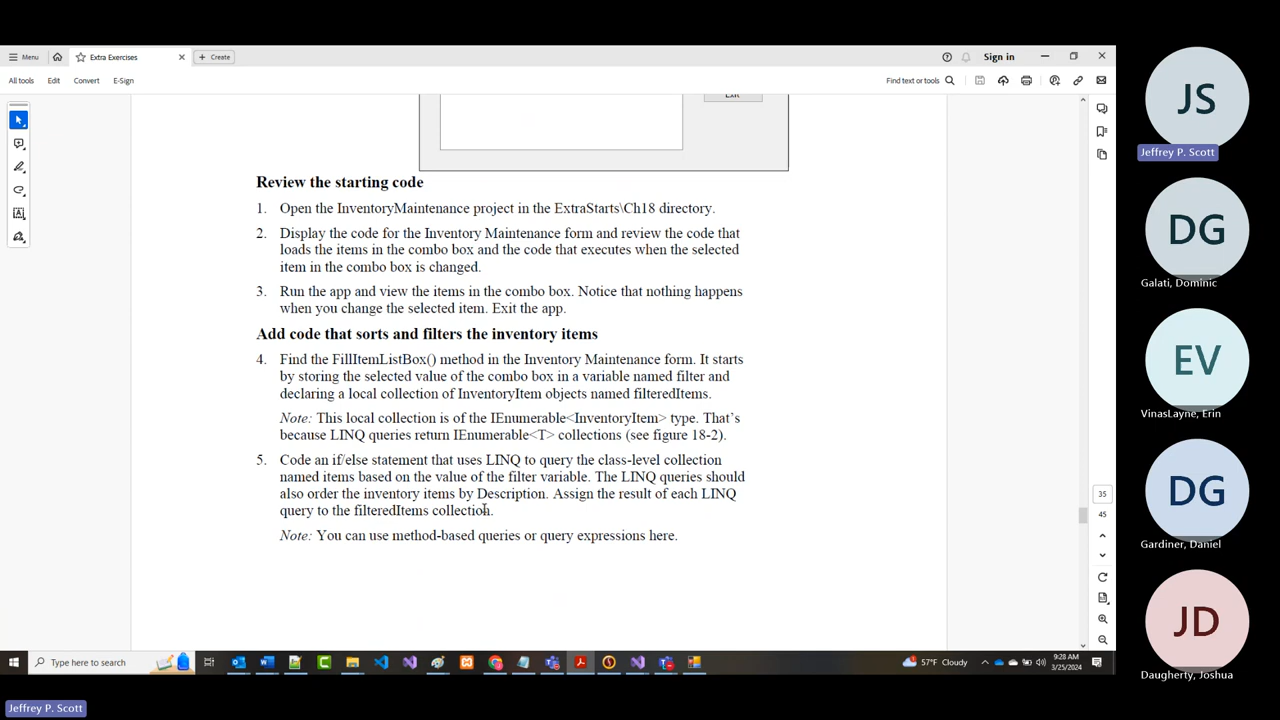 Menu
Extra Exercises
Create
Sign in
All tools
Edit
Convert
E-Sign
Find text or tools
Exit
Review the starting code
1. Open the InventoryMaintenance project in the ExtraStarts\Ch18 directory.
2. Display the code for the Inventory Maintenance form and review the code that
loads the items in the combo box and the code that executes when the selected
item in the combo box is changed.
3. Run the app and view the items in the combo box. Notice that nothing happens
when you change the selected item. Exit the app.
Add code that sorts and filters the inventory items
4. Find the FillItemListBox() method in the Inventory Maintenance form. It starts
by storing the selected value of the combo box in a variable named filter and
declaring a local collection of InventoryItem objects named filteredItems.
Note: This local collection is of the IEnumerable<InventoryItem> type. That's
because LINQ queries return IEnumerable<T> collections (see figure 18-2).
5. Code an if/else statement that uses LINQ to query the class-level collection
named items based on the value of the filter variable. The LINQ queries should
also order the inventory items by Description. Assign the result of each LINQ
query to the filteredItems collection.
Note: You can use method-based queries or query expressions here.
35
45
Type here to search
57°F Cloudy
9:28 AM
3/25/2024
JS
Jeffrey P. Scott
DG
Galati, Dominic
EV
VinasLayne, Erin
DG
Gardiner, Daniel
JD
Daugherty, Joshua
Jeffrey P. Scott